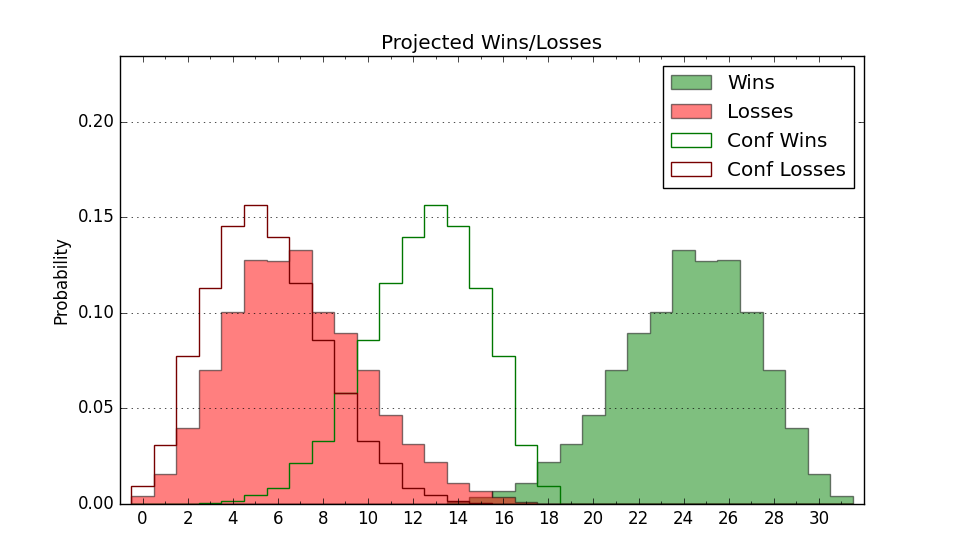 Projected Wins/Losses
Wins
Losses
Conf Wins
Conf Losses
Probability
0.20
0.15
0.10
0.05
0.00
0 2 4 6 8 10 12 14 16 18 20 22 24 26 28 30